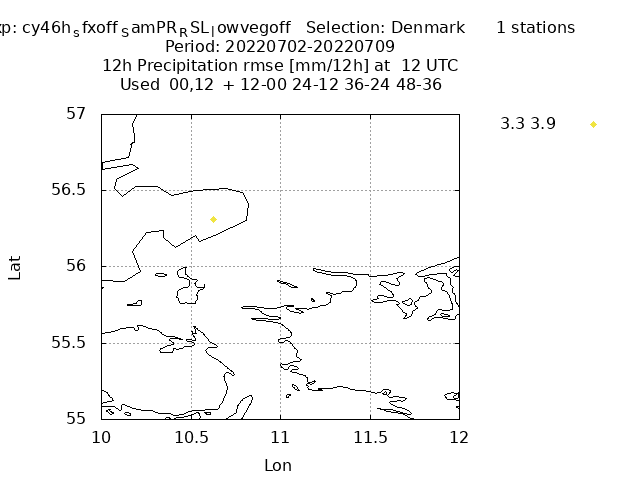 xp: cy46h_sfxoff_SamPR_RSL_lowvegoff Selection: Denmark 1 stations
Period: 20220702-20220709
12h Precipitation rmse [mm/12h] at 12 UTC
Used 00,12 + 12-00 24-12 36-24 48-36
57
3.3 3.9
56.5
56
55.5
55
Lat
10 10.5 11 11.5 12
Lon